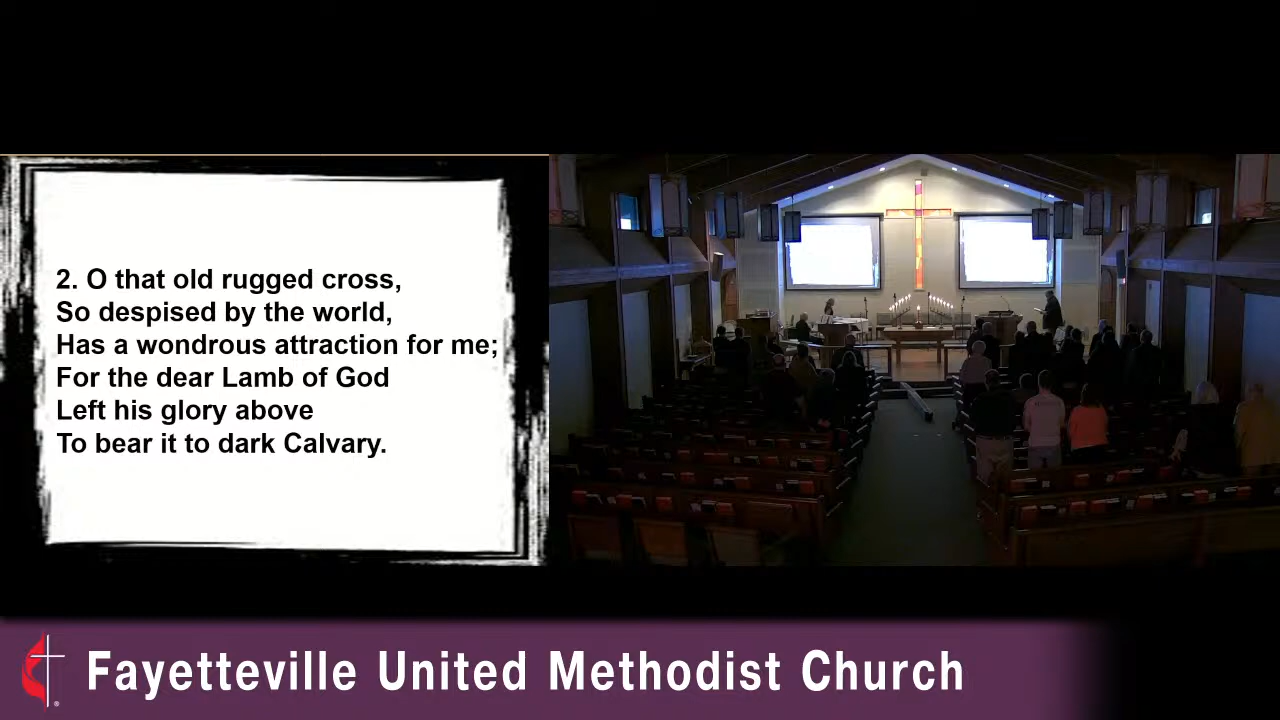 2. O that old rugged cross,
So despised by the world,
Has a wondrous attraction for me;
For the dear Lamb of God
Left his glory above
To bear it to dark Calvary.
Fayetteville United Methodist Church
®